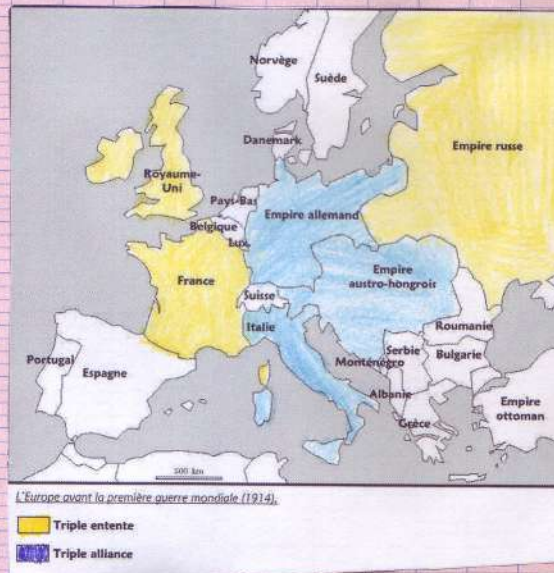 Norvège
Suède
Danemark
Empire russe
Royaume-
Uni
Pays-Bas
Empire allemand
Belgique
Lux.
France
Empire
austro-hongrois
Suisse
Italie
Roumanie
Serbie
Bulgarie
Monténégro
Portugal
Espagne
Albanie
Empire
ottoman
Grèce
500 km
L'Europe avant la première guerre mondiale (1914).
Triple entente
Triple alliance